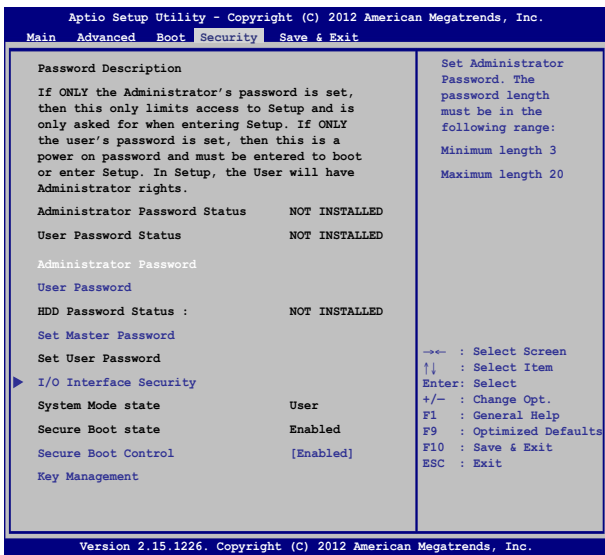 Aptio Setup Utility - Copyright (C) 2012 American Megatrends, Inc.
Main Advanced Boot Security Save & Exit
Password Description
If ONLY the Administrator's password is set,
then this only limits access to Setup and is
only asked for when entering Setup. If ONLY
the user's password is set, then this is a
power on password and must be entered to boot
or enter Setup. In Setup, the User will have
Administrator rights.
Administrator Password Status NOT INSTALLED
User Password Status NOT INSTALLED
Administrator Password
User Password
HDD Password Status : NOT INSTALLED
Set Master Password
Set User Password
I/O Interface Security
System Mode state User
Secure Boot state Enabled
Secure Boot Control [Enabled]
Key Management
Set Administrator
Password. The
password length
must be in the
following range:
Minimum length 3
Maximum length 20
→← : Select Screen
↑↓ : Select Item
Enter: Select
+/— : Change Opt.
F1 : General Help
F9 : Optimized Defaults
F10 : Save & Exit
ESC : Exit
Version 2.15.1226. Copyright (C) 2012 American Megatrends, Inc.